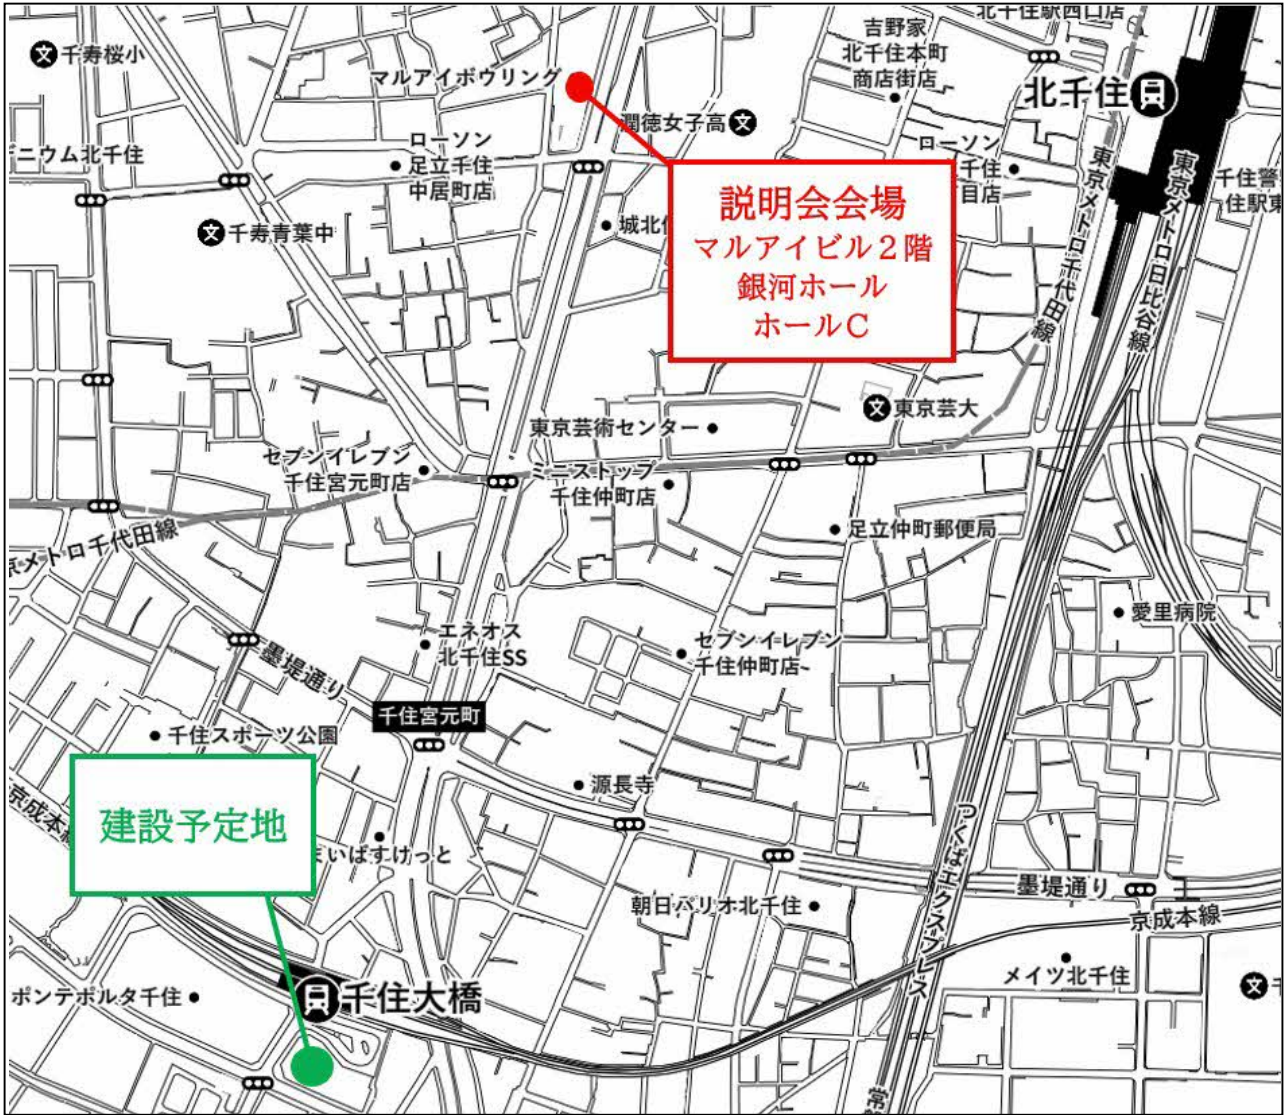 北千住駅西口店
吉野家
北千住本町
商店街店
千寿桜小
マルアイボウリング
北千住
潤徳女子高
ローソン
足立千住
中居町店
ローソン
千住
目店
デニウム北千住
東京メトロ千代田線
東京メトロ日比谷線
千住警
住駅東
説明会会場
マルアイビル2階
銀河ホール
ホールC
千寿青葉中
城北信
東京芸大
東京芸術センター
セブンイレブン
千住宮元町店
ミニストップ
千住仲町店
足立仲町郵便局
京メトロ千代田線
愛里病院
エネオス
北千住SS
セブンイレブン
千住仲町店
墨堤通り
千住宮元町
千住スポーツ公園
源長寺
建設予定地
京成本線
まいばすけっと
つくばエクスプレス
墨堤通り
朝日パリオ北千住
京成本線
メイツ北千住
ポンテポルタ千住
千住大橋
千
常